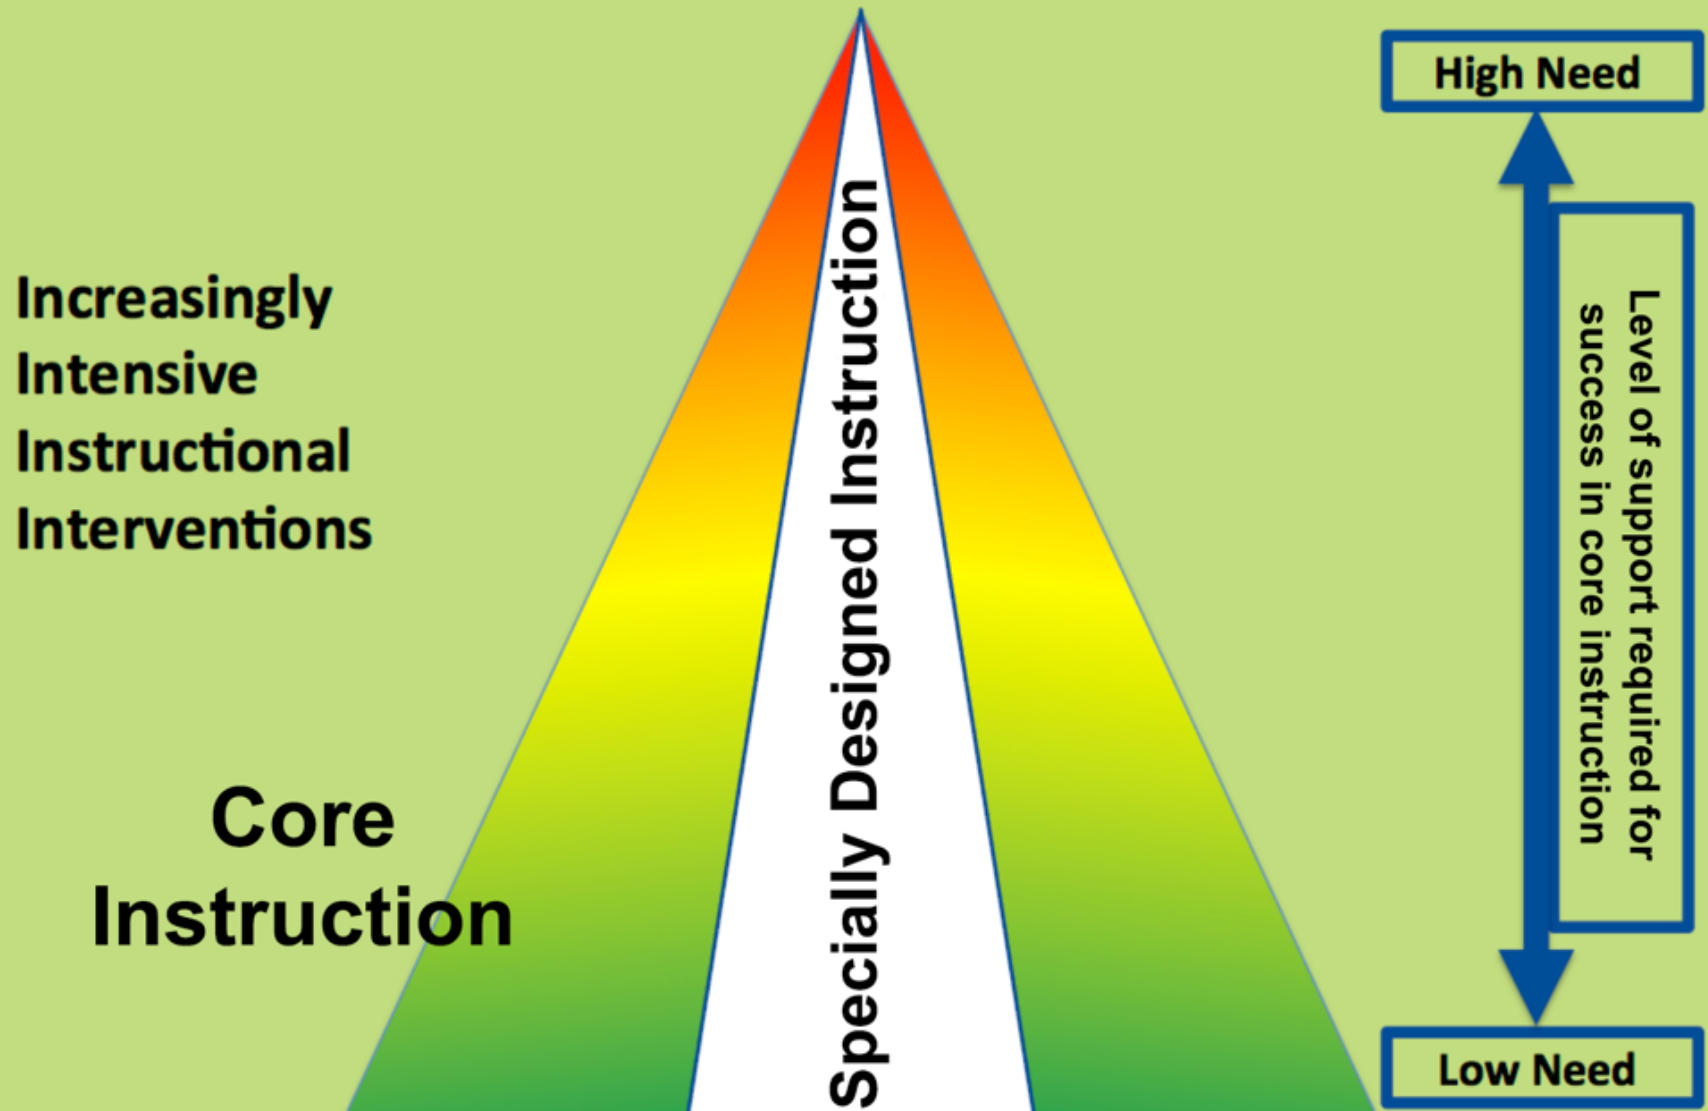 Increasingly
Intensive
Instructional
Interventions
Core
Instruction
Specially Designed Instruction
High Need
Level of support required for
success in core instruction
Low Need